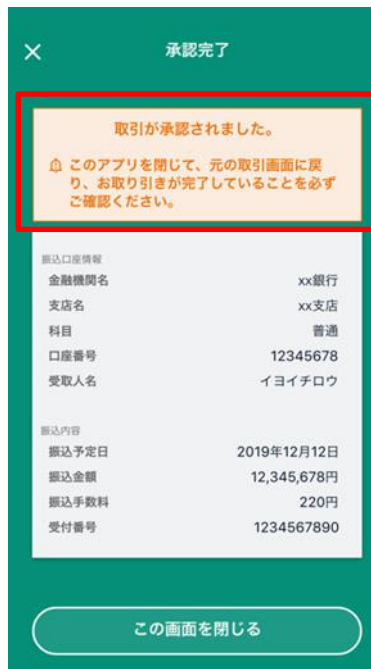 承認完了
取引が承認されました。
このアプリを閉じて、元の取引画面に戻
り、お取り引きが完了していることを必ず
ご確認ください。
振込口座情報
金融機関名 xx銀行
支店名 xx支店
科目 普通
口座番号 12345678
受取人名 イヨイチロウ
振込内容
振込予定日 2019年12月12日
振込金額 12,345,678円
振込手数料 220円
受付番号 1234567890
この画面を閉じる